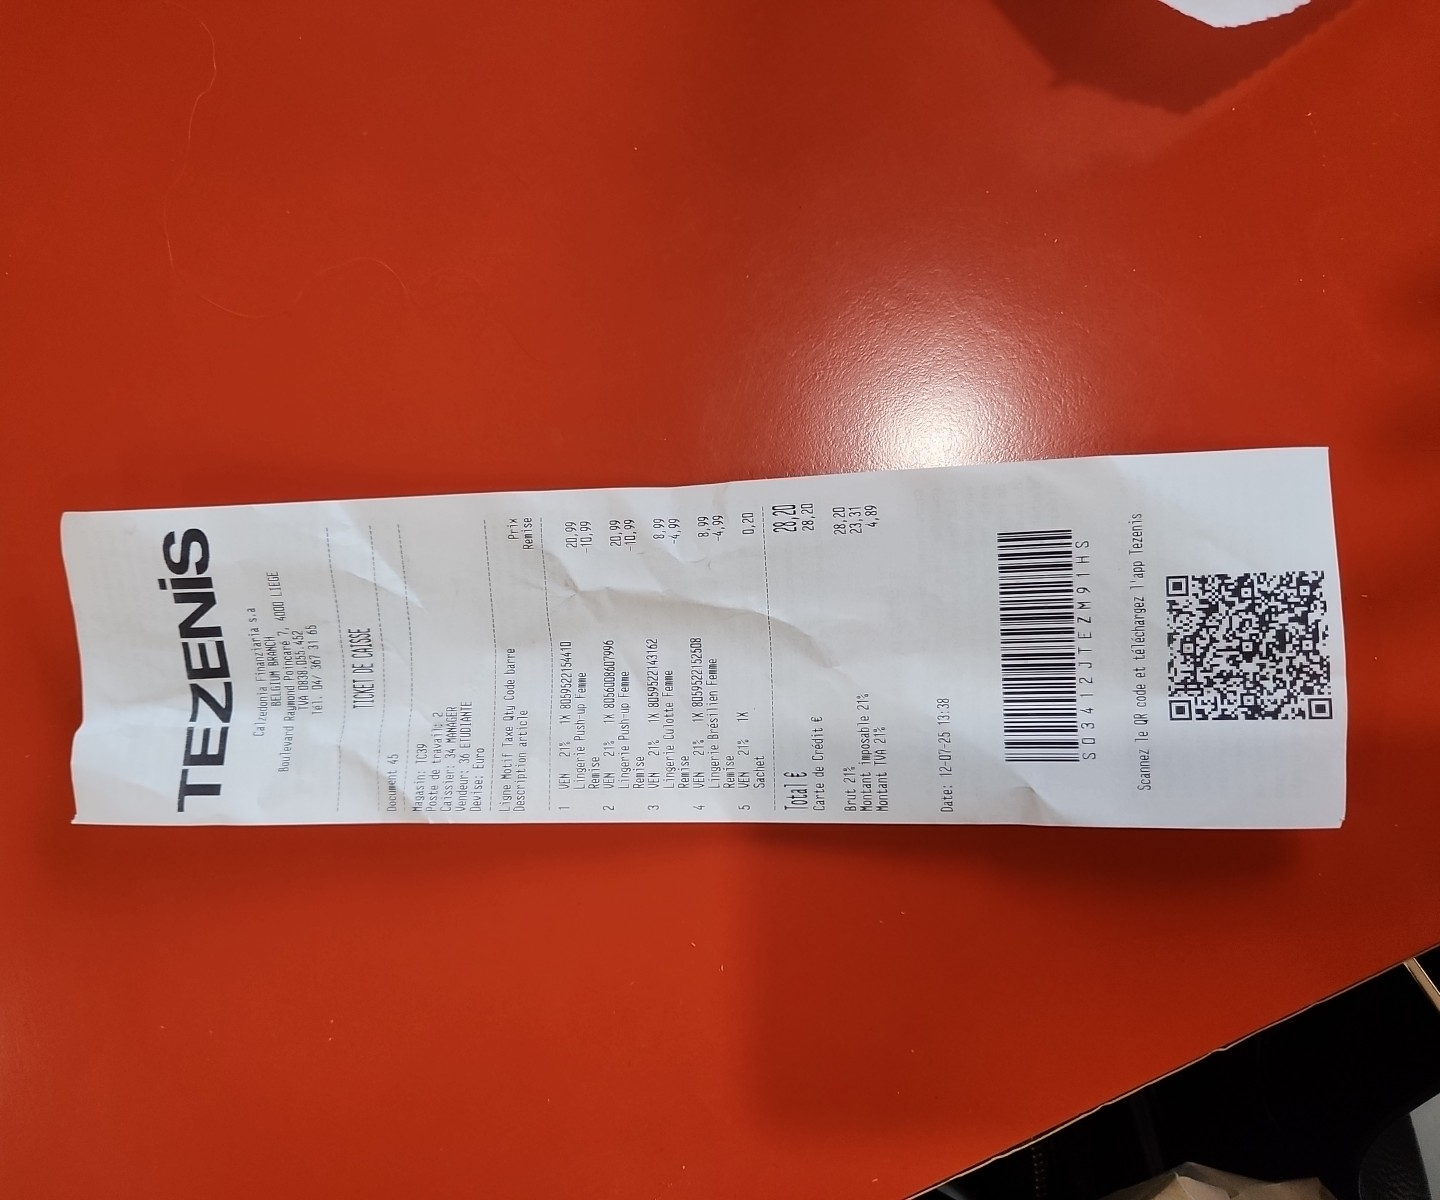 TEZENIS
Calzedonia Finanziaria s.a
BELGIUM BRANCH
Boulevard Raymond Poincaré 7, 4000 LIEGE
TVA 0838.055.452
Tél. 04/ 367 31 65
TICKET DE CAISSE
Document 45
Magasin: TC39
Poste de travail: 2
Caissier: 34 MANAGER
Vendeur: 36 ETUDIANTE
Devise: Euro
Ligne Motif Taxe Qty Code barre Prix
Description article Remise
1 VEN 21% 1X 8059522154410 20,99
Lingerie Push-up Femme -10,99
Remise
2 VEN 21% 1X 8056008607996 20,99
Lingerie Push-up Femme -10,99
Remise
3 VEN 21% 1X 8059522143162 8,99
Lingerie Culotte Femme -4,99
Remise
4 VEN 21% 1X 8059522152508 8,99
Lingerie Brésilien Femme -4,99
Remise
5 VEN 21% 1X 0,20
Sachet
Total € 28,20
Carte de Crédit € 28,20
Brut 21% 28,20
Montant imposable 21% 23,31
Montant TVA 21% 4,89
Date: 12-07-25 13:38
S03412JTEZM91HS
Scannez le QR code et téléchargez l'app Tezenis